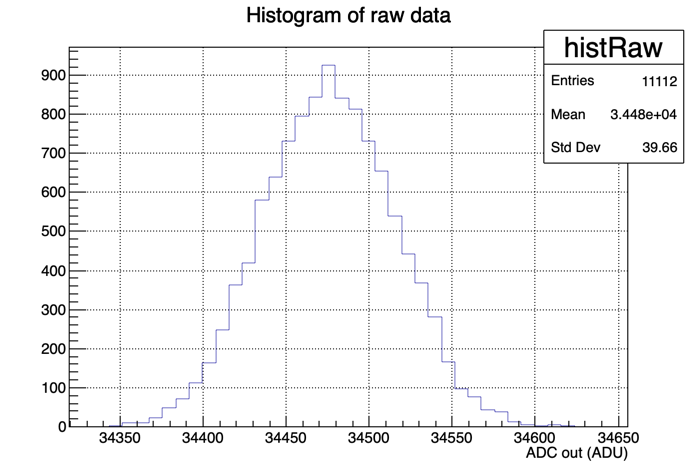 Histogram of raw data
histRaw
Entries 11112
Mean 3.448e+04
Std Dev 39.66
900
800
700
600
500
400
300
200
100
0
34350 34400 34450 34500 34550 34600 34650
ADC out (ADU)